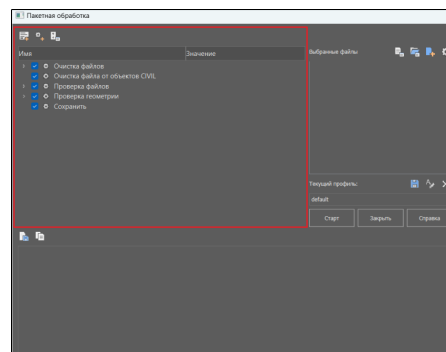 Пакетная обработка
Имя Значение
Очистка файлов
Очистка файла от объектов CIVIL
Проверка файлов
Проверка геометрии
Сохранить
Выбранные файлы
Текущий профиль:
default
Старт Закрыть Справка